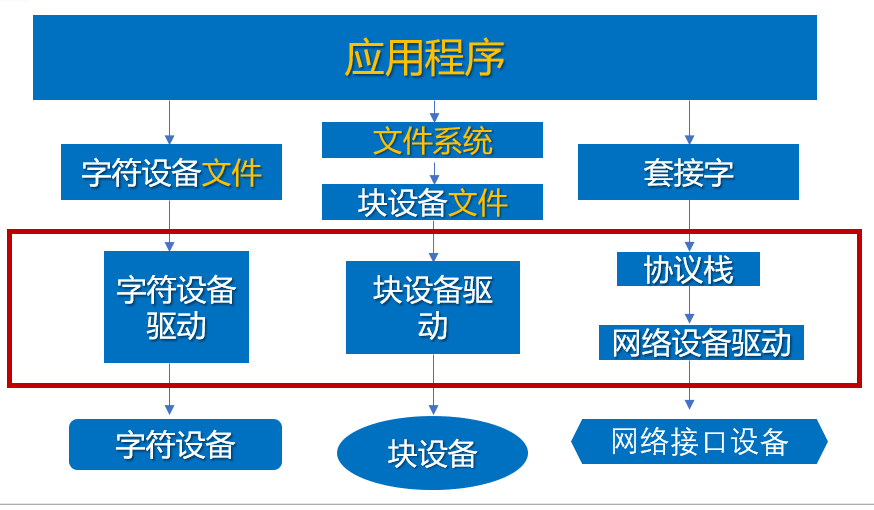 应用程序
字符设备文件
文件系统
块设备文件
套接字
字符设备
驱动
块设备驱
动
协议栈
网络设备驱动
字符设备
块设备
网络接口设备